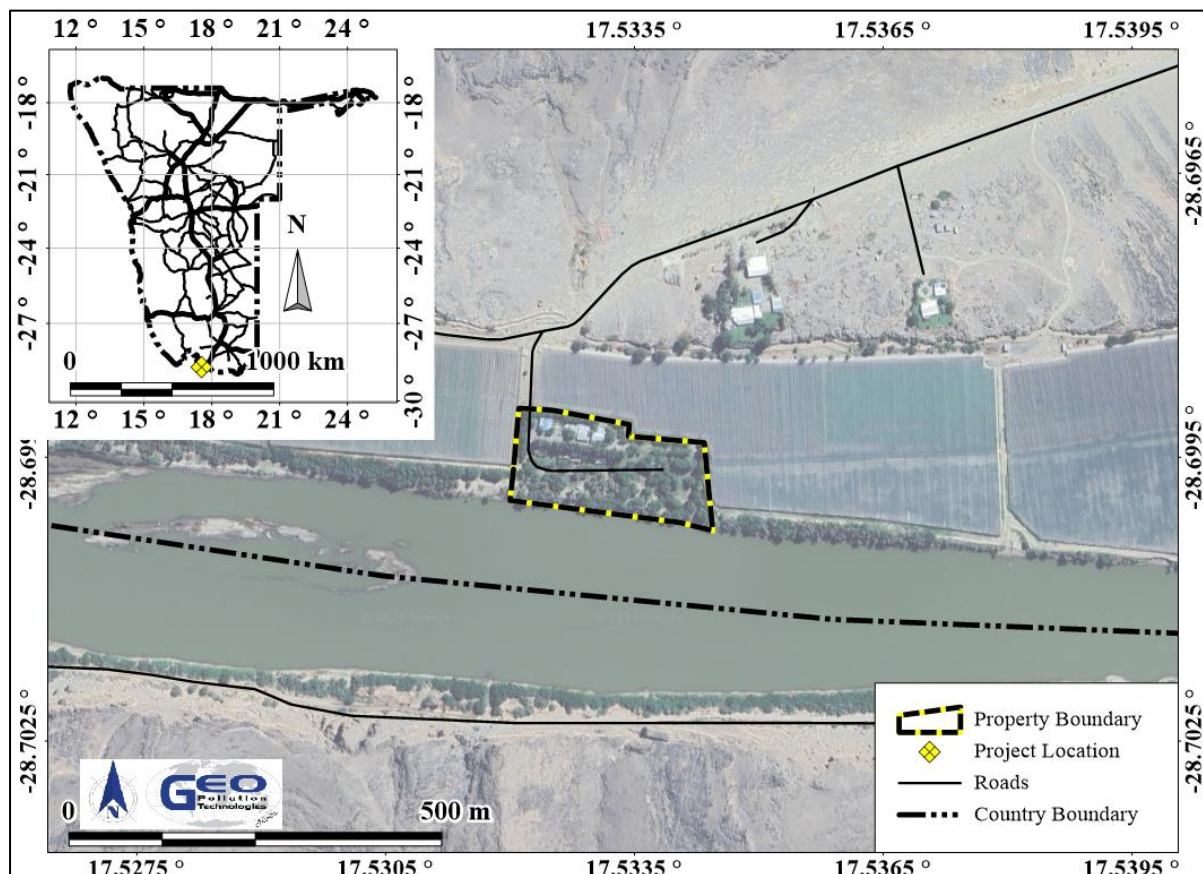 17.5335 ° 17.5365 ° 17.5395 °
12 ° 15 ° 18 ° 21 ° 24 °
-18 ° -18 °
-21 ° -21 °
-24 ° -24 °
-27 ° -27 °
-30 °
N
0 1000 km
12 ° 15 ° 18 ° 21 ° 24 °
-28.6965 °
-28.69
-28.6995 °
-28.7025 °
-28.7025 °
Property Boundary
Project Location
Roads
Country Boundary
N
GEO
Pollution
Technologies
0 500 m
17.5275 ° 17.5305 ° 17.5335 ° 17.5365 ° 17.5395 °